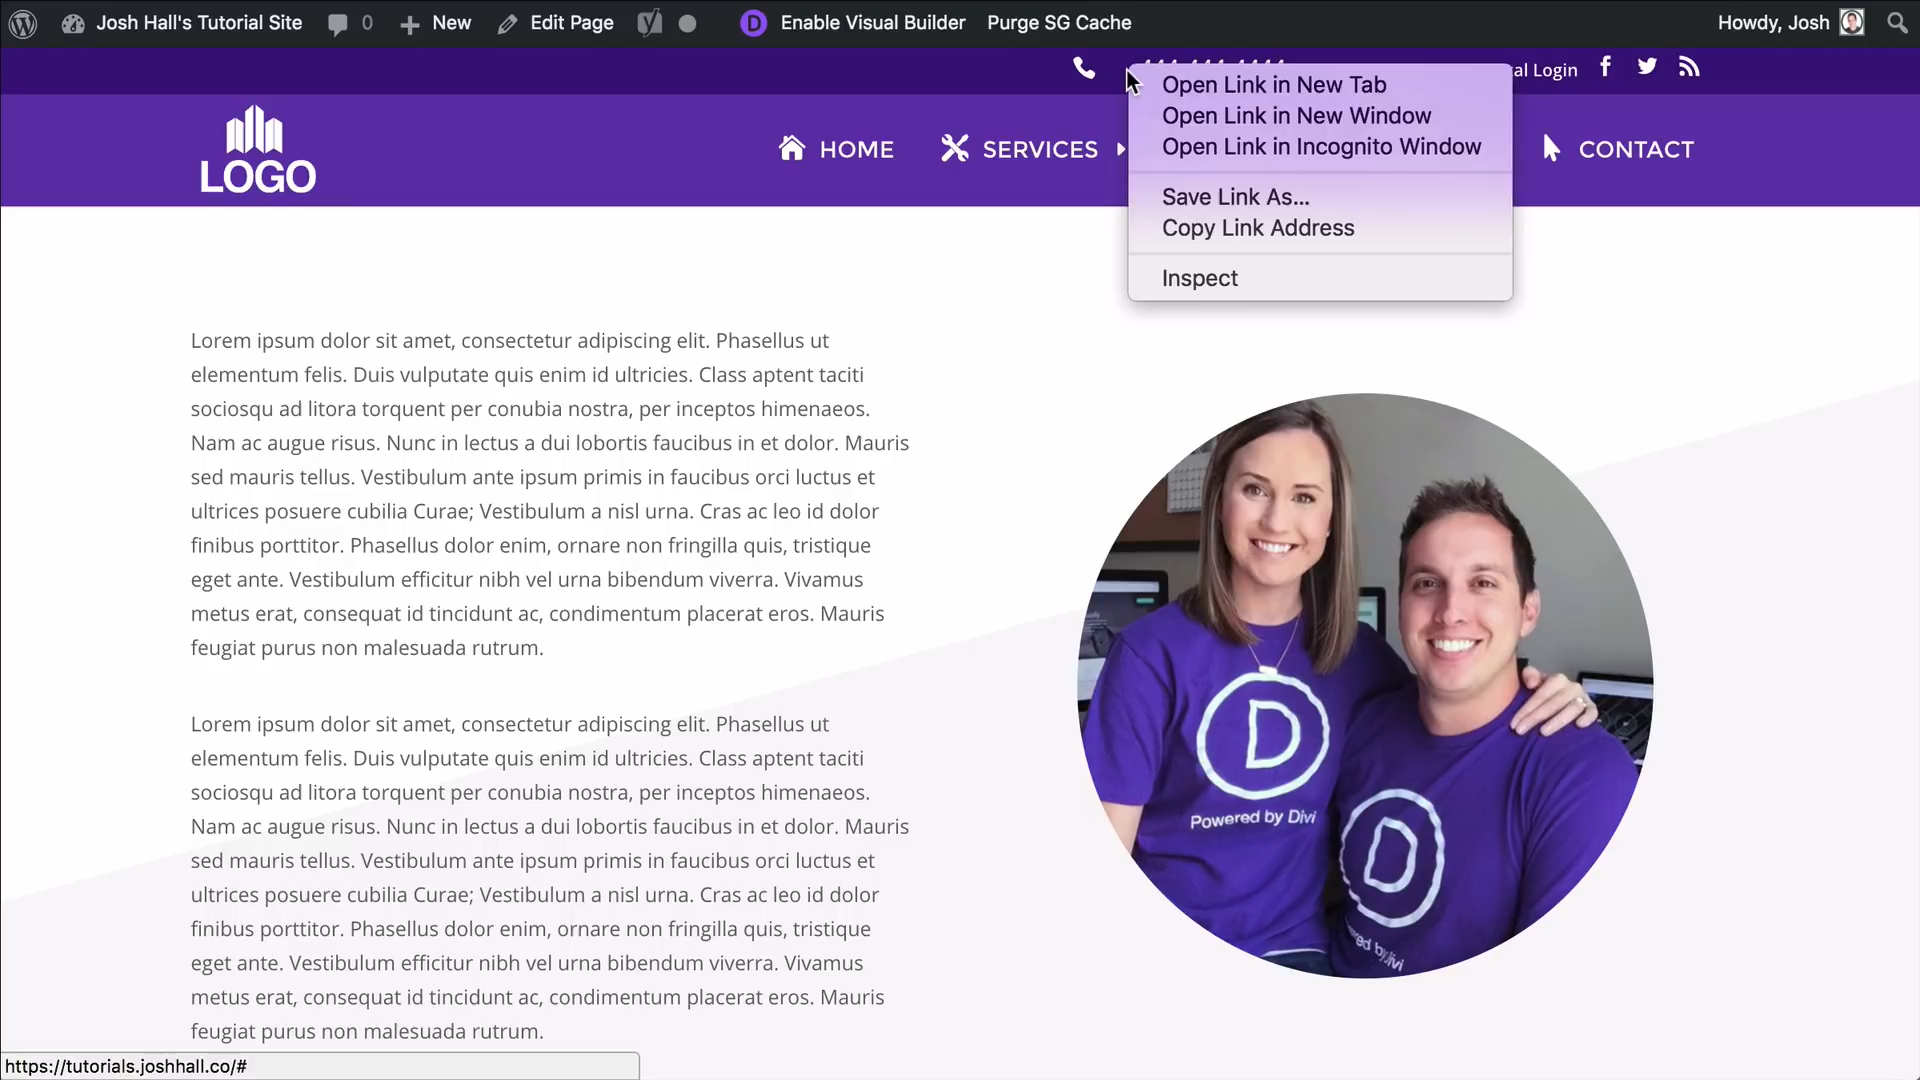 Josh Hall's Tutorial Site 0 New Edit Page Enable Visual Builder Purge SG Cache Howdy, Josh
al Login
LOGO
HOME SERVICES CONTACT
Open Link in New Tab
Open Link in New Window
Open Link in Incognito Window
Save Link As...
Copy Link Address
Inspect
Lorem ipsum dolor sit amet, consectetur adipiscing elit. Phasellus ut
elementum felis. Duis vulputate quis enim id ultricies. Class aptent taciti
sociosqu ad litora torquent per conubia nostra, per inceptos himenaeos.
Nam ac augue risus. Nunc in lectus a dui lobortis faucibus in et dolor. Mauris
sed mauris tellus. Vestibulum ante ipsum primis in faucibus orci luctus et
ultrices posuere cubilia Curae; Vestibulum a nisl urna. Cras ac leo id dolor
finibus porttitor. Phasellus dolor enim, ornare non fringilla quis, tristique
eget ante. Vestibulum efficitur nibh vel urna bibendum viverra. Vivamus
metus erat, consequat id tincidunt ac, condimentum placerat eros. Mauris
feugiat purus non malesuada rutrum.
Lorem ipsum dolor sit amet, consectetur adipiscing elit. Phasellus ut
elementum felis. Duis vulputate quis enim id ultricies. Class aptent taciti
sociosqu ad litora torquent per conubia nostra, per inceptos himenaeos.
Nam ac augue risus. Nunc in lectus a dui lobortis faucibus in et dolor. Mauris
sed mauris tellus. Vestibulum ante ipsum primis in faucibus orci luctus et
ultrices posuere cubilia Curae; Vestibulum a nisl urna. Cras ac leo id dolor
finibus porttitor. Phasellus dolor enim, ornare non fringilla quis, tristique
eget ante. Vestibulum efficitur nibh vel urna bibendum viverra. Vivamus
metus erat, consequat id tincidunt ac, condimentum placerat eros. Mauris
feugiat purus non malesuada rutrum.
D
Powered by Divi
D
ed by Divi
https://tutorials.joshhall.co/#